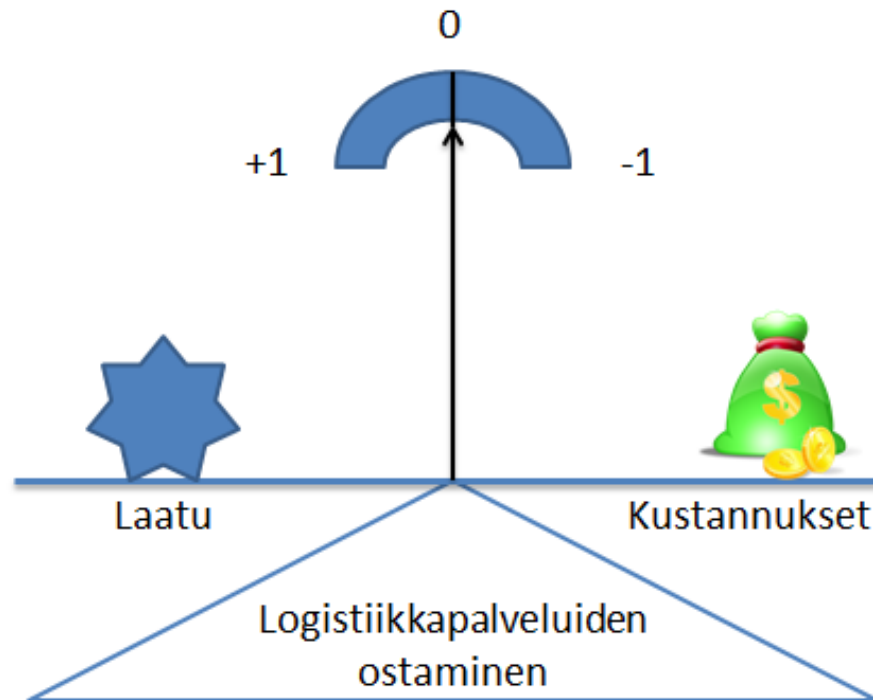 0
+1
-1
$
Laatu
Kustannukset
Logistiikkapalveluiden
ostaminen